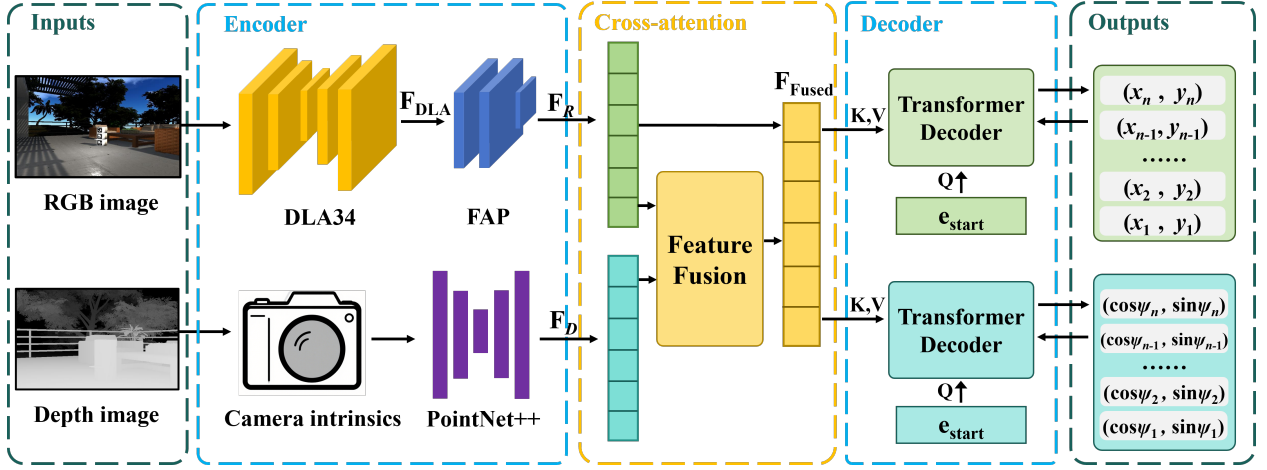 Inputs
RGB image
Depth image
Encoder
F_DLA
F_R
DLA34
FAP
F_D
Camera intrinsics
PointNet++
Cross-attention
F_Fused
Feature
Fusion
Decoder
K,V
Transformer
Decoder
Q
e_start
K,V
Transformer
Decoder
Q
e_start
Outputs
(x_n , y_n)
(x_{n-1}, y_{n-1})
......
(x_2 , y_2)
(x_1 , y_1)
(cosψ_n, sinψ_n)
(cosψ_{n-1}, sinψ_{n-1})
......
(cosψ_2, sinψ_2)
(cosψ_1, sinψ_1)